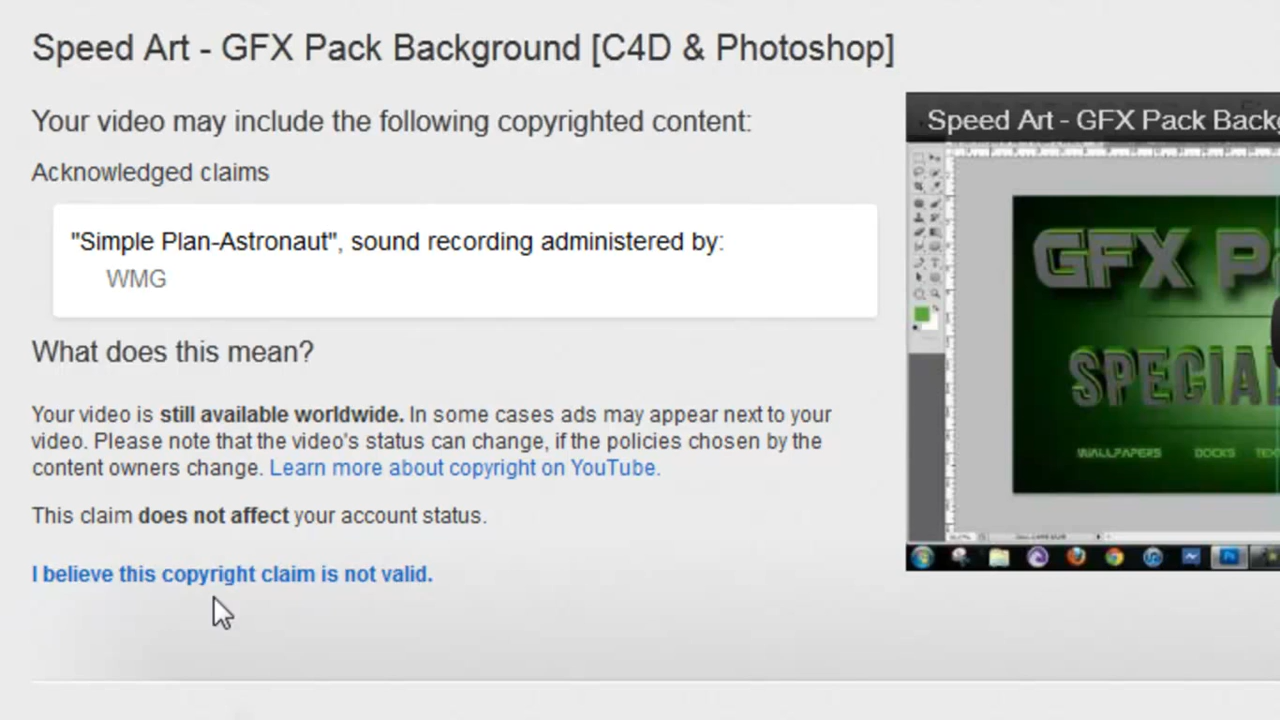 Speed Art - GFX Pack Background [C4D & Photoshop]
Your video may include the following copyrighted content:
Acknowledged claims
"Simple Plan-Astronaut", sound recording administered by:
WMG
What does this mean?
Your video is still available worldwide. In some cases ads may appear next to your
video. Please note that the video's status can change, if the policies chosen by the
content owners change. Learn more about copyright on YouTube.
This claim does not affect your account status.
I believe this copyright claim is not valid.
Speed Art - GFX Pack
GFX
WALLPAPERS DOCKS